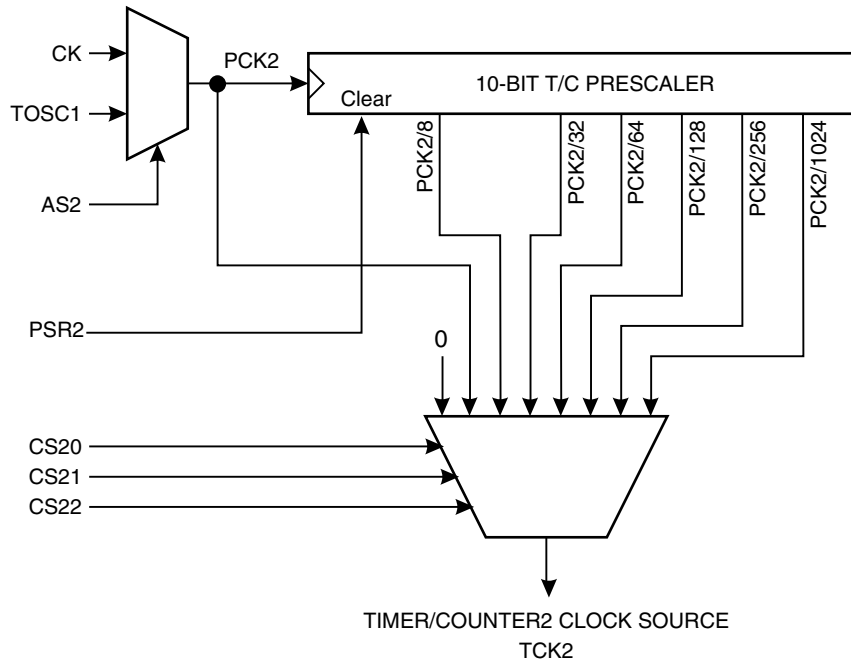 CK
PCK2
TOSC1
10-BIT T/C PRESCALER
Clear
PCK2/8
PCK2/32
PCK2/64
PCK2/128
PCK2/256
PCK2/1024
AS2
PSR2
0
CS20
CS21
CS22
TIMER/COUNTER2 CLOCK SOURCE
TCK2